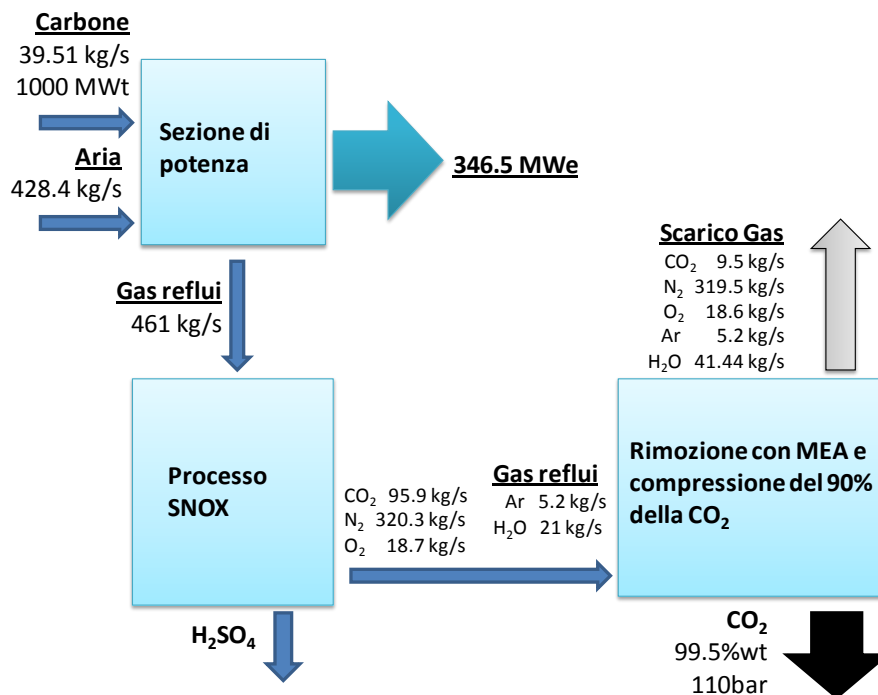 Carbone
39.51 kg/s
1000 MWt
Aria
428.4 kg/s
Sezione di
potenza
346.5 MWe
Gas reflui
461 kg/s
Processo
SNOX
H₂SO₄
CO₂ 95.9 kg/s
N₂ 320.3 kg/s
O₂ 18.7 kg/s
Gas reflui
Ar 5.2 kg/s
H₂O 21 kg/s
Scarico Gas
CO₂ 9.5 kg/s
N₂ 319.5 kg/s
O₂ 18.6 kg/s
Ar 5.2 kg/s
H₂O 41.44 kg/s
Rimozione con MEA e
compressione del 90%
della CO₂
CO₂
99.5%wt
110bar